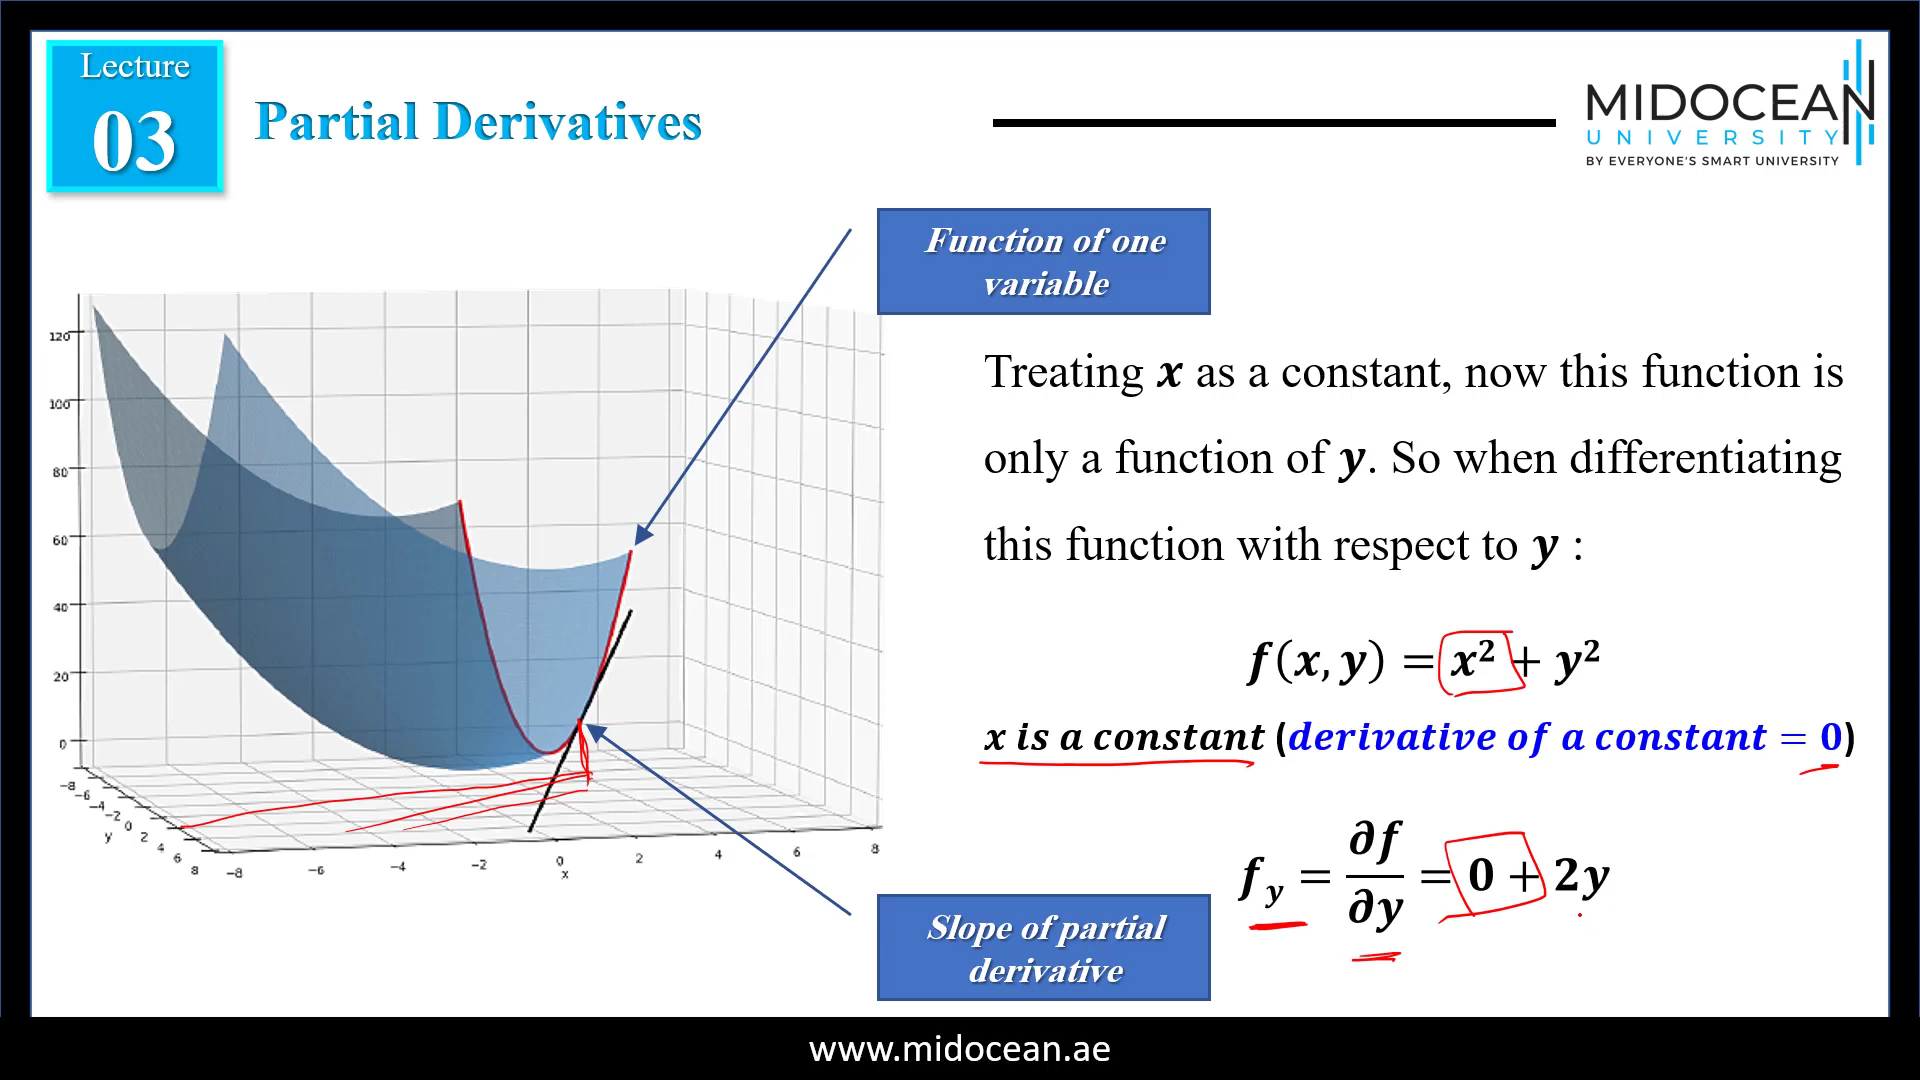 Lecture
03
Partial Derivatives
MIDOCEAN
UNIVERSITY
BY EVERYONE'S SMART UNIVERSITY
Function of one
variable
120
100
80
60
40
20
0
-8
-6
-4
-2
0
2
4
6
8
y
-8
-6
-4
-2
0
2
4
6
8
x
Treating x as a constant, now this function is
only a function of y. So when differentiating
this function with respect to y :
f(x, y) = x² + y²
x is a constant (derivative of a constant = 0)
f_y = ∂f/∂y = 0 + 2y
Slope of partial
derivative
www.midocean.ae